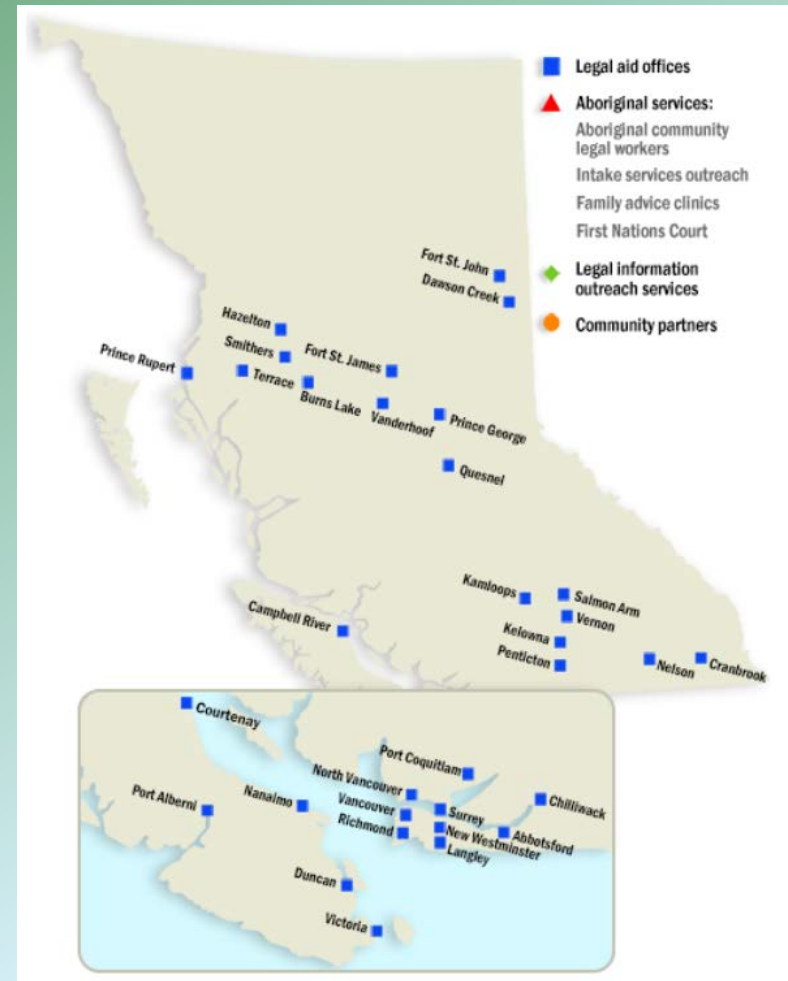 Legal aid offices
Aboriginal services:
Aboriginal community
legal workers
Intake services outreach
Family advice clinics
First Nations Court
Legal information
outreach services
Community partners
Fort St. John
Dawson Creek
Hazelton
Smithers
Fort St. James
Prince Rupert
Terrace
Burns Lake
Vanderhoof
Prince George
Quesnel
Kamloops
Salmon Arm
Vernon
Campbell River
Kelowna
Penticton
Nelson
Cranbrook
Courtenay
Port Coquitlam
North Vancouver
Chilliwack
Port Alberni
Nanaimo
Vancouver
Surrey
Richmond
New Westminster
Abbotsford
Langley
Duncan
Victoria